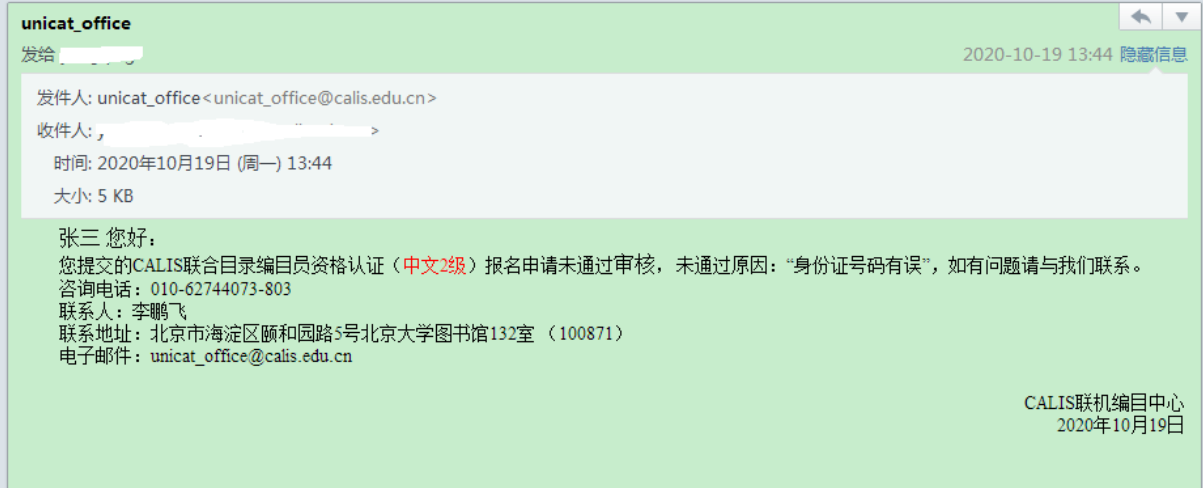 unicat_office
发给
2020-10-19 13:44 隐藏信息
发件人: unicat_office<unicat_office@calis.edu.cn>
收件人: >
时间: 2020年10月19日 (周一) 13:44
大小: 5 KB
张三 您好：
您提交的CALIS联合目录编目员资格认证（中文2级）报名申请未通过审核，未通过原因：“身份证号码有误”，如有问题请与我们联系。
咨询电话：010-62744073-803
联系人：李鹏飞
联系地址：北京市海淀区颐和园路5号北京大学图书馆132室 （100871）
电子邮件：unicat_office@calis.edu.cn
CALIS联机编目中心
2020年10月19日